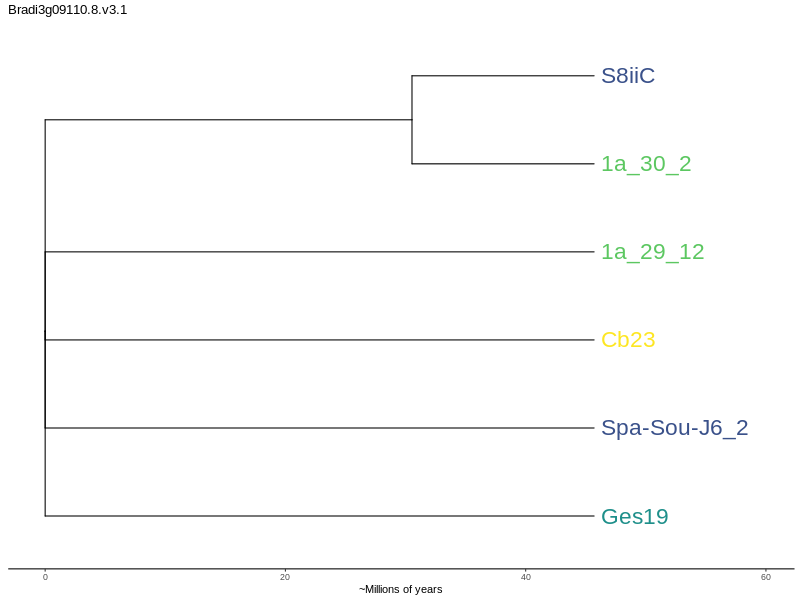 Bradi3g09110.8.v3.1
S8iiC
1a_30_2
1a_29_12
Cb23
Spa-Sou-J6_2
Ges19
0 20 40 60
~Millions of years